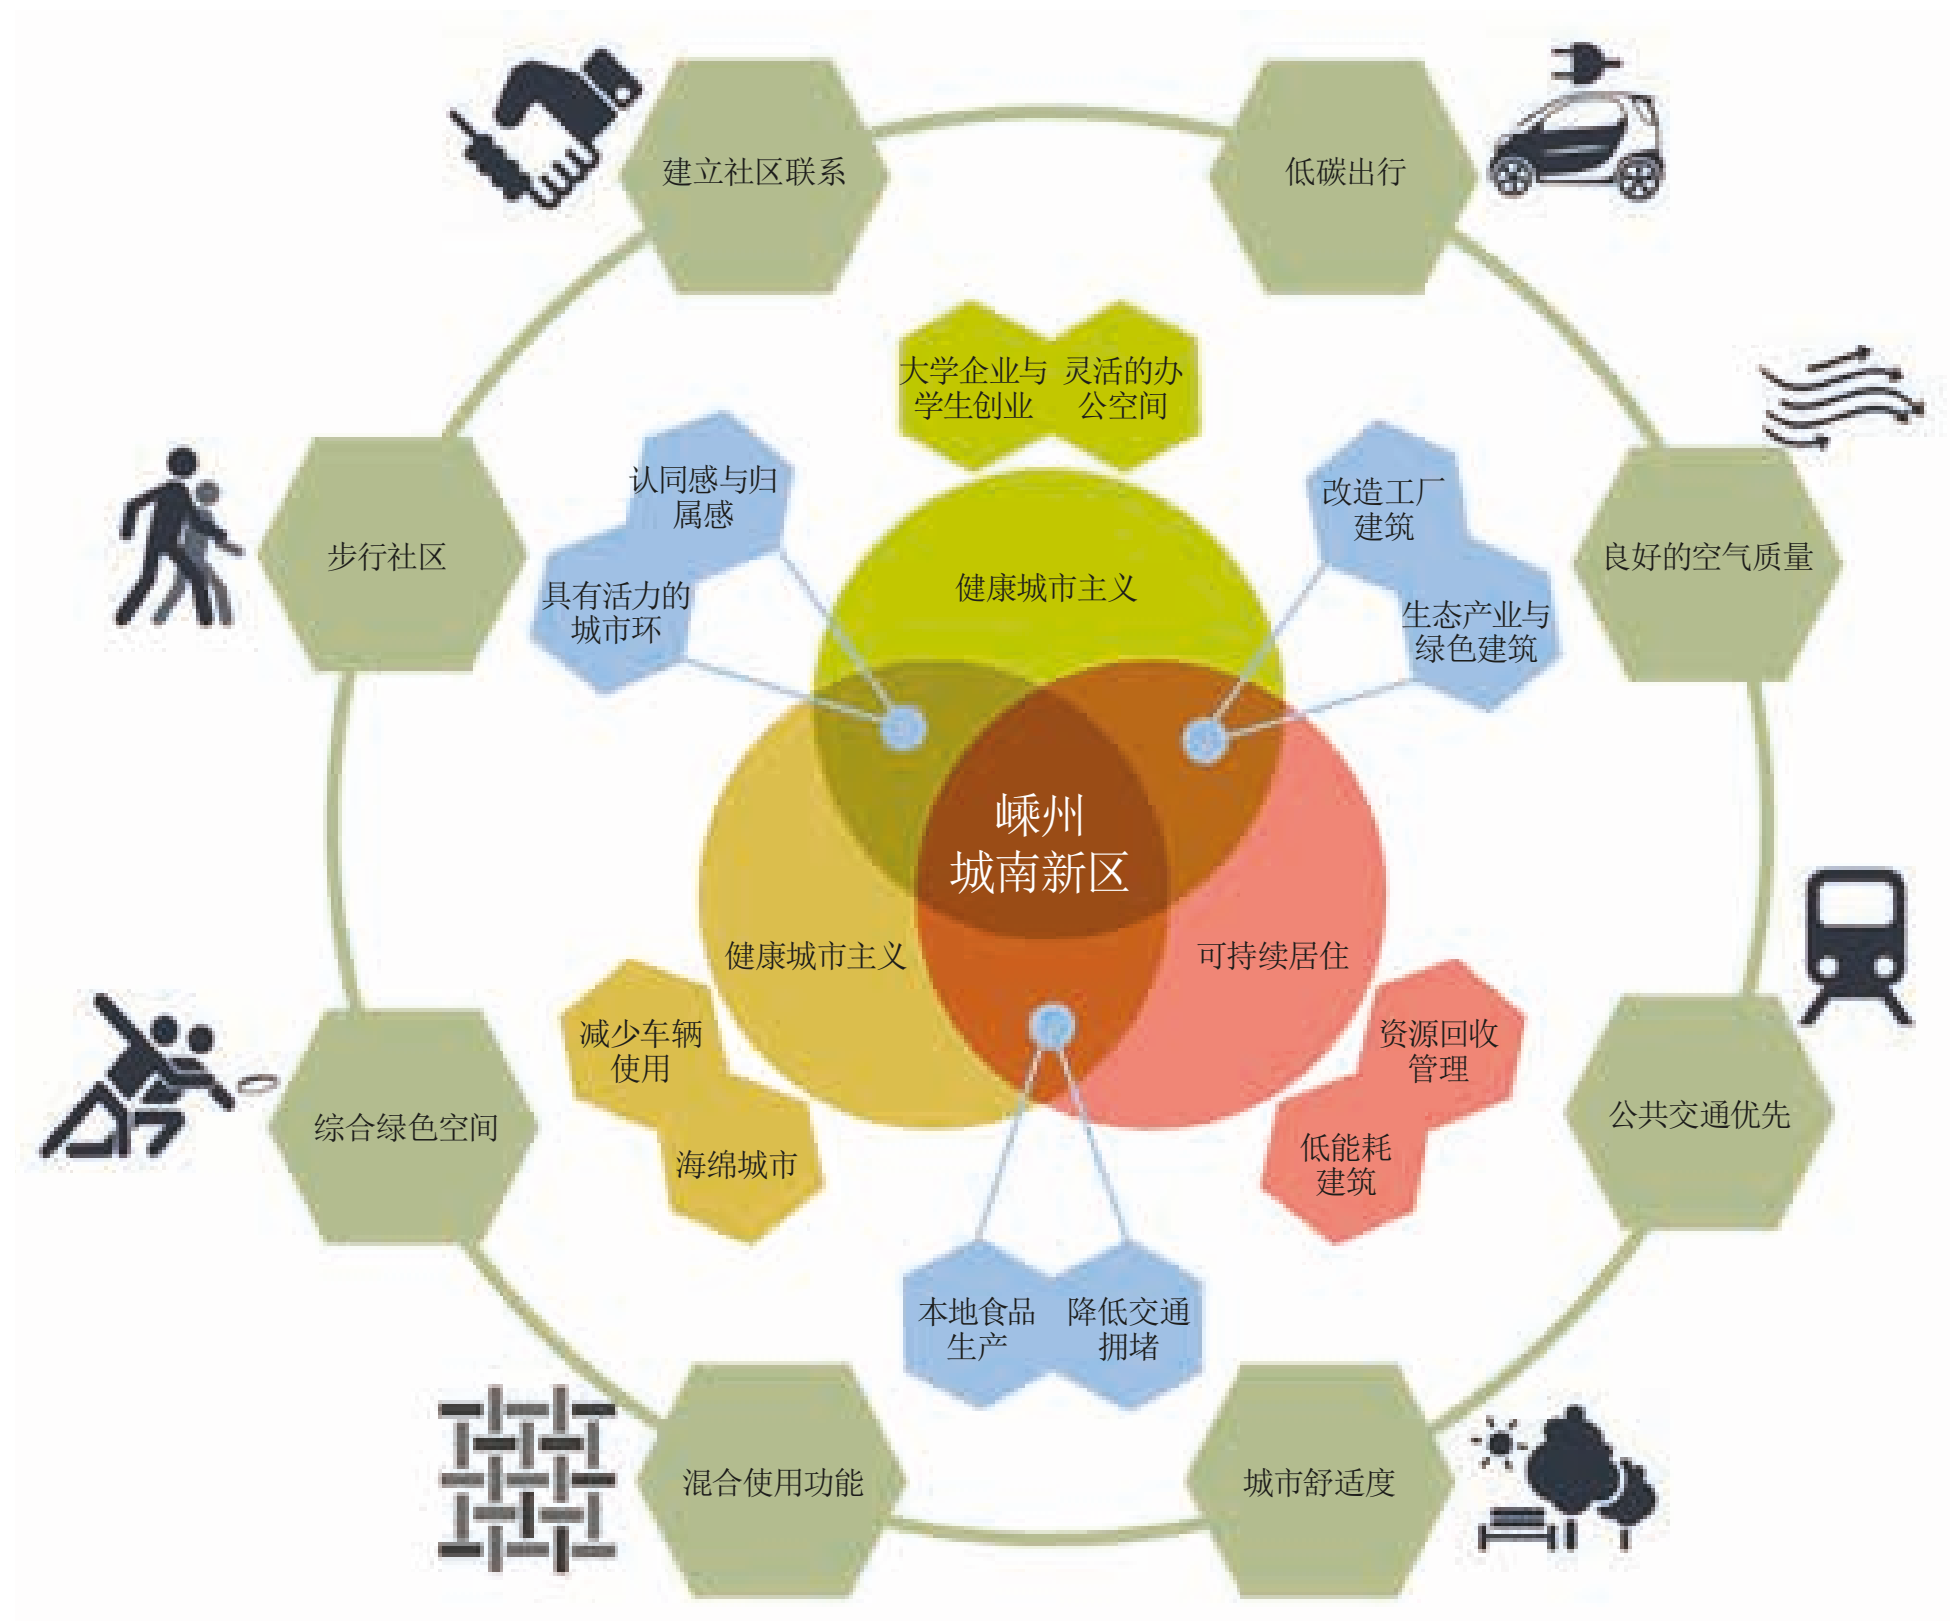 建立社区联系
低碳出行
大学企业与
学生创业
灵活的办
公空间
认同感与归
属感
改造工厂
建筑
步行社区
良好的空气质量
具有活力的
城市环
健康城市主义
生态产业与
绿色建筑
嵊州
城南新区
健康城市主义
可持续居住
减少车辆
使用
资源回收
管理
综合绿色空间
公共交通优先
海绵城市
低能耗
建筑
本地食品
生产
降低交通
拥堵
混合使用功能
城市舒适度